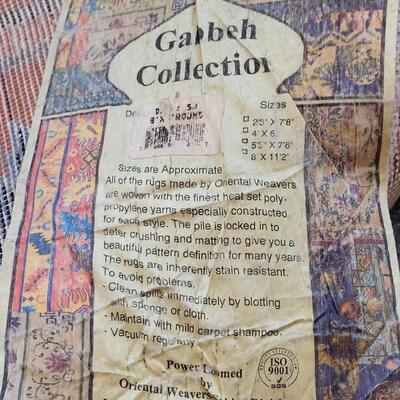 Gabbeh
Collection
Sizes
2'3" X 7'8"
4' X 6
5'3" X 7'8"
8' X 11'2"
ROUND
Sizes are Approximate
All of the rugs made by Oriental Weavers
are woven with the finest heat set poly-
propylene yarns especially constructed
for each style. The pile is locked in to
deter crushing and matting to give you a
beautiful pattern definition for many years.
The rugs are inherently stain resistant.
To avoid problems.
- Clean spills immediately by blotting
with sponge or cloth.
- Maintain with mild carpet shampoo.
- Vacuum regularly.
Power Loomed
by
Oriental Weavers
ISO
9001
SGS